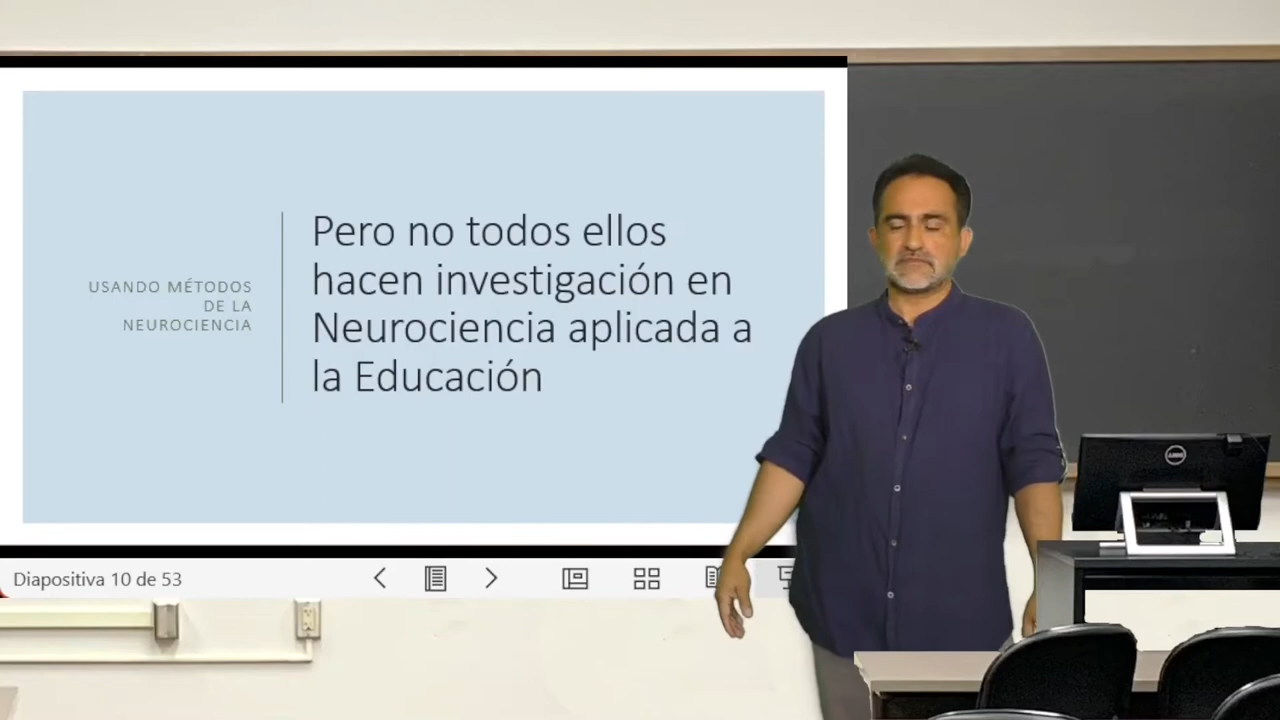 USANDO MÉTODOS
DE LA
NEUROCIENCIA
Pero no todos ellos
hacen investigación en
Neurociencia aplicada a
la Educación
Diapositiva 10 de 53
DELL